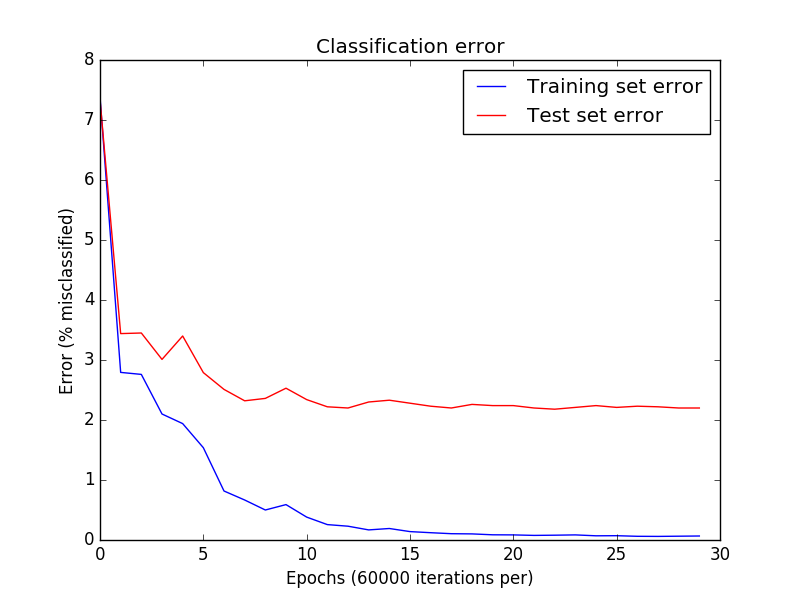 Classification error
Training set error
Test set error
8
7
6
5
4
3
2
1
0
Error (% misclassified)
0 5 10 15 20 25 30
Epochs (60000 iterations per)